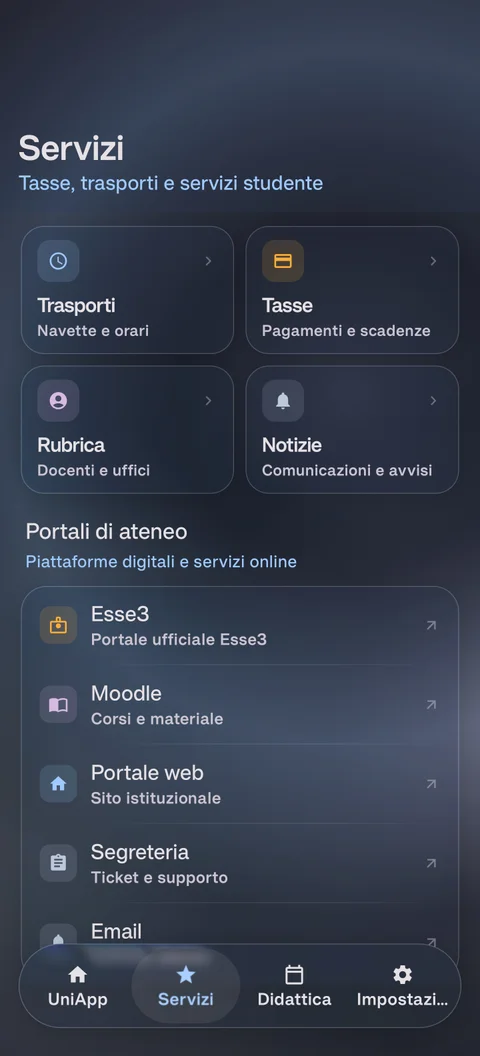 Servizi
Tasse, trasporti e servizi studente
Trasporti
Navette e orari
Tasse
Pagamenti e scadenze
Rubrica
Docenti e uffici
Notizie
Comunicazioni e avvisi
Portali di ateneo
Piattaforme digitali e servizi online
Esse3
Portale ufficiale Esse3
Moodle
Corsi e materiale
Portale web
Sito istituzionale
Segreteria
Ticket e supporto
Email
UniApp
Servizi
Didattica
Impostazi...